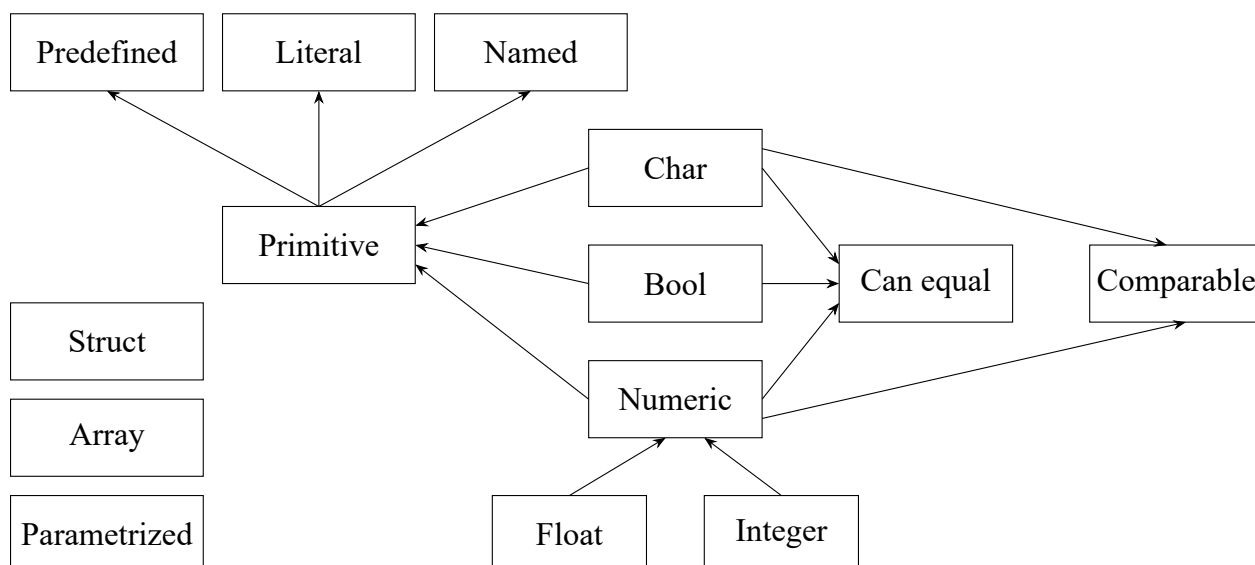 Predefined
Literal
Named
Char
Primitive
Bool
Can equal
Comparable
Struct
Numeric
Array
Parametrized
Float
Integer